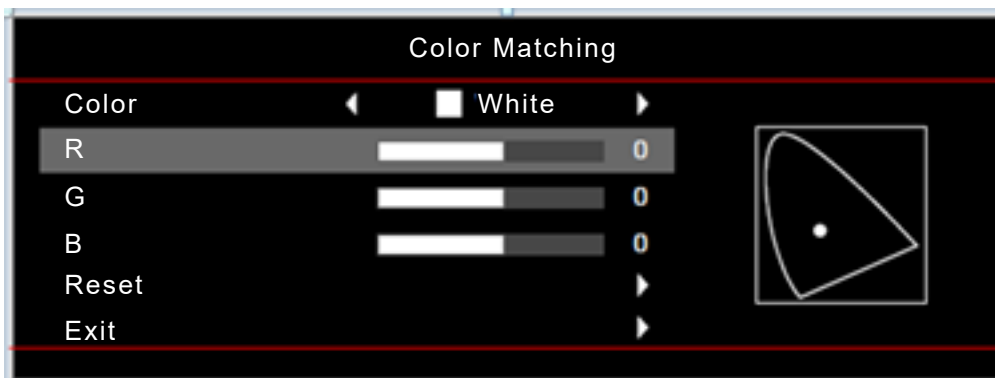 Color Matching
Color White
R 0
G 0
B 0
Reset
Exit